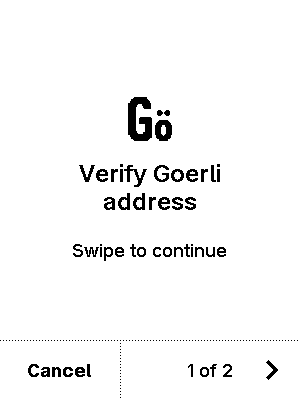 Gö
Verify Goerli
address
Swipe to continue
Cancel
1 of 2